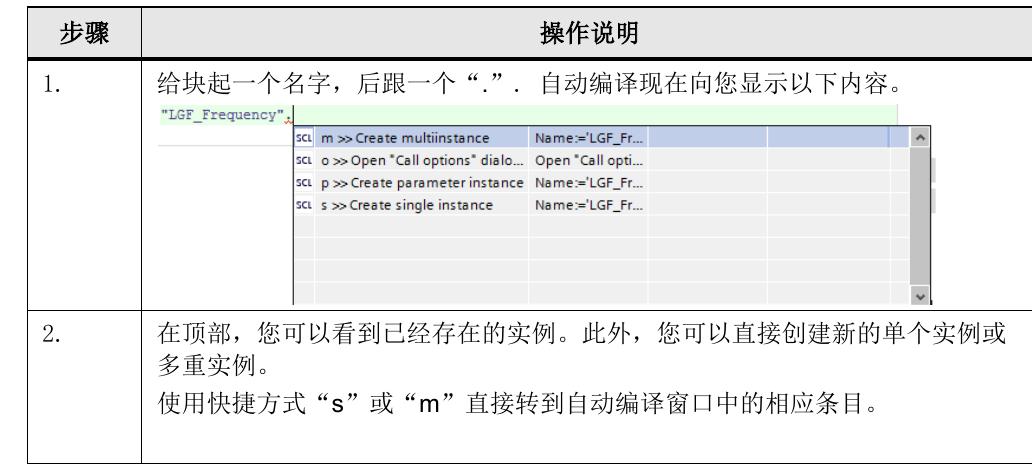 步骤 操作说明
1. 给块起一个名字，后跟一个“.”. 自动编译现在向您显示以下内容。
"LGF_Frequency".
SCL m >> Create multiinstance Name:='LGF_Fr...
SCL o >> Open "Call options" dialo... Open "Call opti...
SCL p >> Create parameter instance Name:='LGF_Fr...
SCL s >> Create single instance Name:='LGF_Fr...
2. 在顶部，您可以看到已经存在的实例。此外，您可以直接创建新的单个实例或
多重实例。
使用快捷方式“s”或“m”直接转到自动编译窗口中的相应条目。